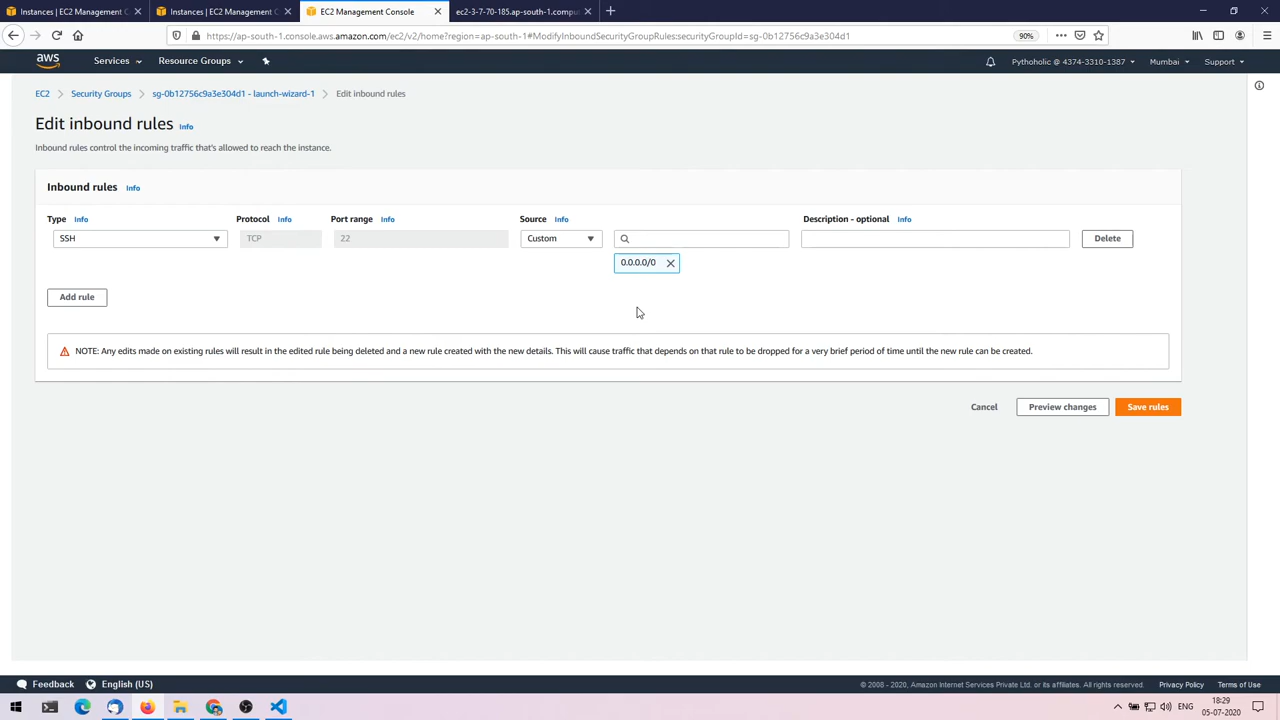 Instances | EC2 Management C
Instances | EC2 Management C
EC2 Management Console
ec2-3-7-70-185.ap-south-1.compu
https://ap-south-1.console.aws.amazon.com/ec2/v2/home?region=ap-south-1#ModifyInboundSecurityGroupRules:securityGroupId=sg-0b12756c9a3e304d1
90%
aws
Services
Resource Groups
Pythoholic @ 4374-3310-1387
Mumbai
Support
EC2 > Security Groups > sg-0b12756c9a3e304d1 - launch-wizard-1 > Edit inbound rules
Edit inbound rules Info
Inbound rules control the incoming traffic that's allowed to reach the instance.
Inbound rules Info
Type Info Protocol Info Port range Info Source Info Description - optional Info
SSH TCP 22 Custom Delete
0.0.0.0/0
Add rule
NOTE: Any edits made on existing rules will result in the edited rule being deleted and a new rule created with the new details. This will cause traffic that depends on that rule to be dropped for a very brief period of time until the new rule can be created.
Cancel Preview changes Save rules
Feedback English (US)
© 2008 - 2020, Amazon Internet Services Private Ltd. or its affiliates. All rights reserved. Privacy Policy Terms of Use
ENG
18:29
05-07-2020